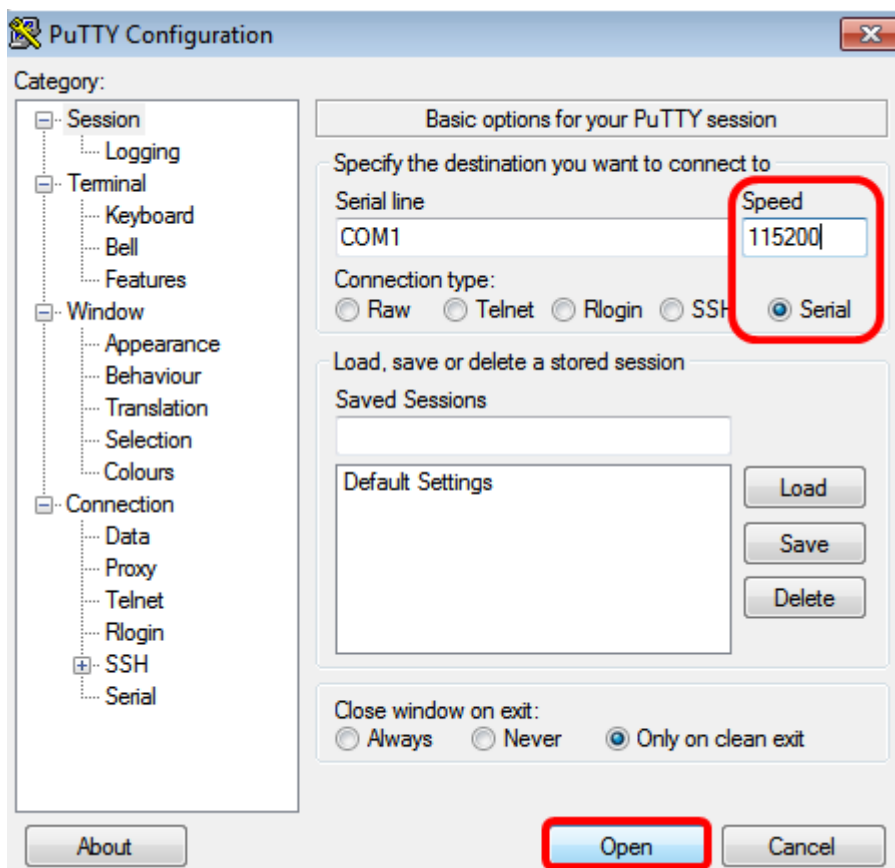 PuTTY Configuration
Category:
Session
Logging
Terminal
Keyboard
Bell
Features
Window
Appearance
Behaviour
Translation
Selection
Colours
Connection
Data
Proxy
Telnet
Rlogin
SSH
Serial
Basic options for your PuTTY session
Specify the destination you want to connect to
Serial line Speed
COM1 115200
Connection type:
Raw Telnet Rlogin SSH Serial
Load, save or delete a stored session
Saved Sessions
Default Settings
Load
Save
Delete
Close window on exit:
Always Never Only on clean exit
About Open Cancel